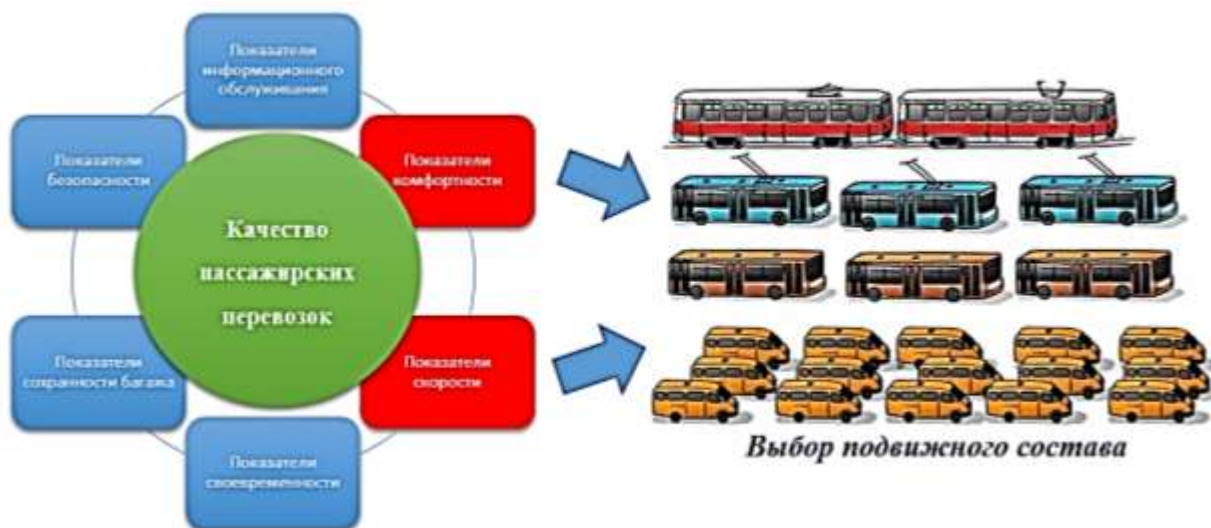 Показатели
информационного
обслуживания
Показатели
безопасности
Показатели
комфортности
Качество
пассажирских
перевозок
Показатели
сохранности багажа
Показатели
скорости
Показатели
своевременности
Выбор подвижного состава